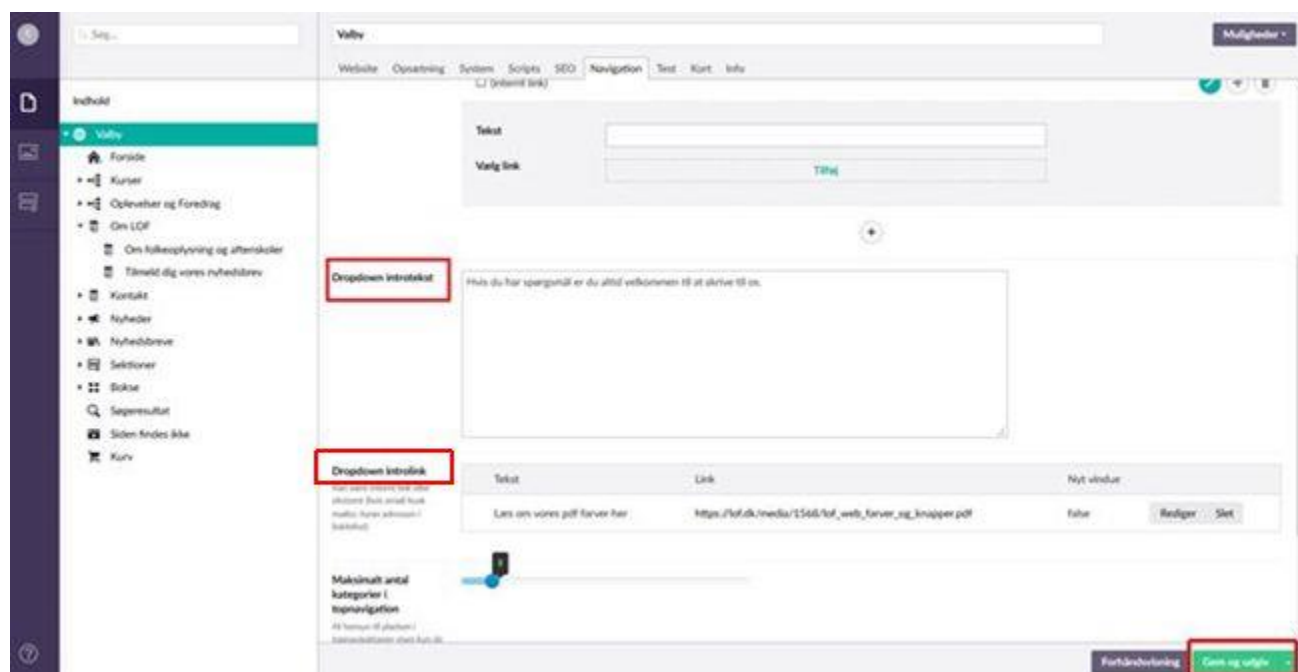 Søg...
Valby
Muligheder
Website Opsætning System Scripts SEO Navigation Test Kort Info
(internt link)
Indhold
Valby
Forside
Kurser
Oplevelser og Foredrag
Om LOF
Om folkeoplysning og aftenskoler
Tilmeld dig vores nyhedsbrev
Kontakt
Nyheder
Nyhedsbreve
Sektioner
Bokse
Søgeresultat
Siden findes ikke
Kurv
Tekst
Vælg link
Tilføj
Dropdown introtekst
Hvis du har spørgsmål er du altid velkommen til at skrive til os.
Dropdown introlink
Tekst Link Nyt vindue
Læs om vores pdf farver her https://lof.dk/media/1568/lof_web_farver_og_knapper.pdf false Rediger Slet
Maksimalt antal
kategorier i
topnavigation
Forhåndsvisning Gem og udgiv